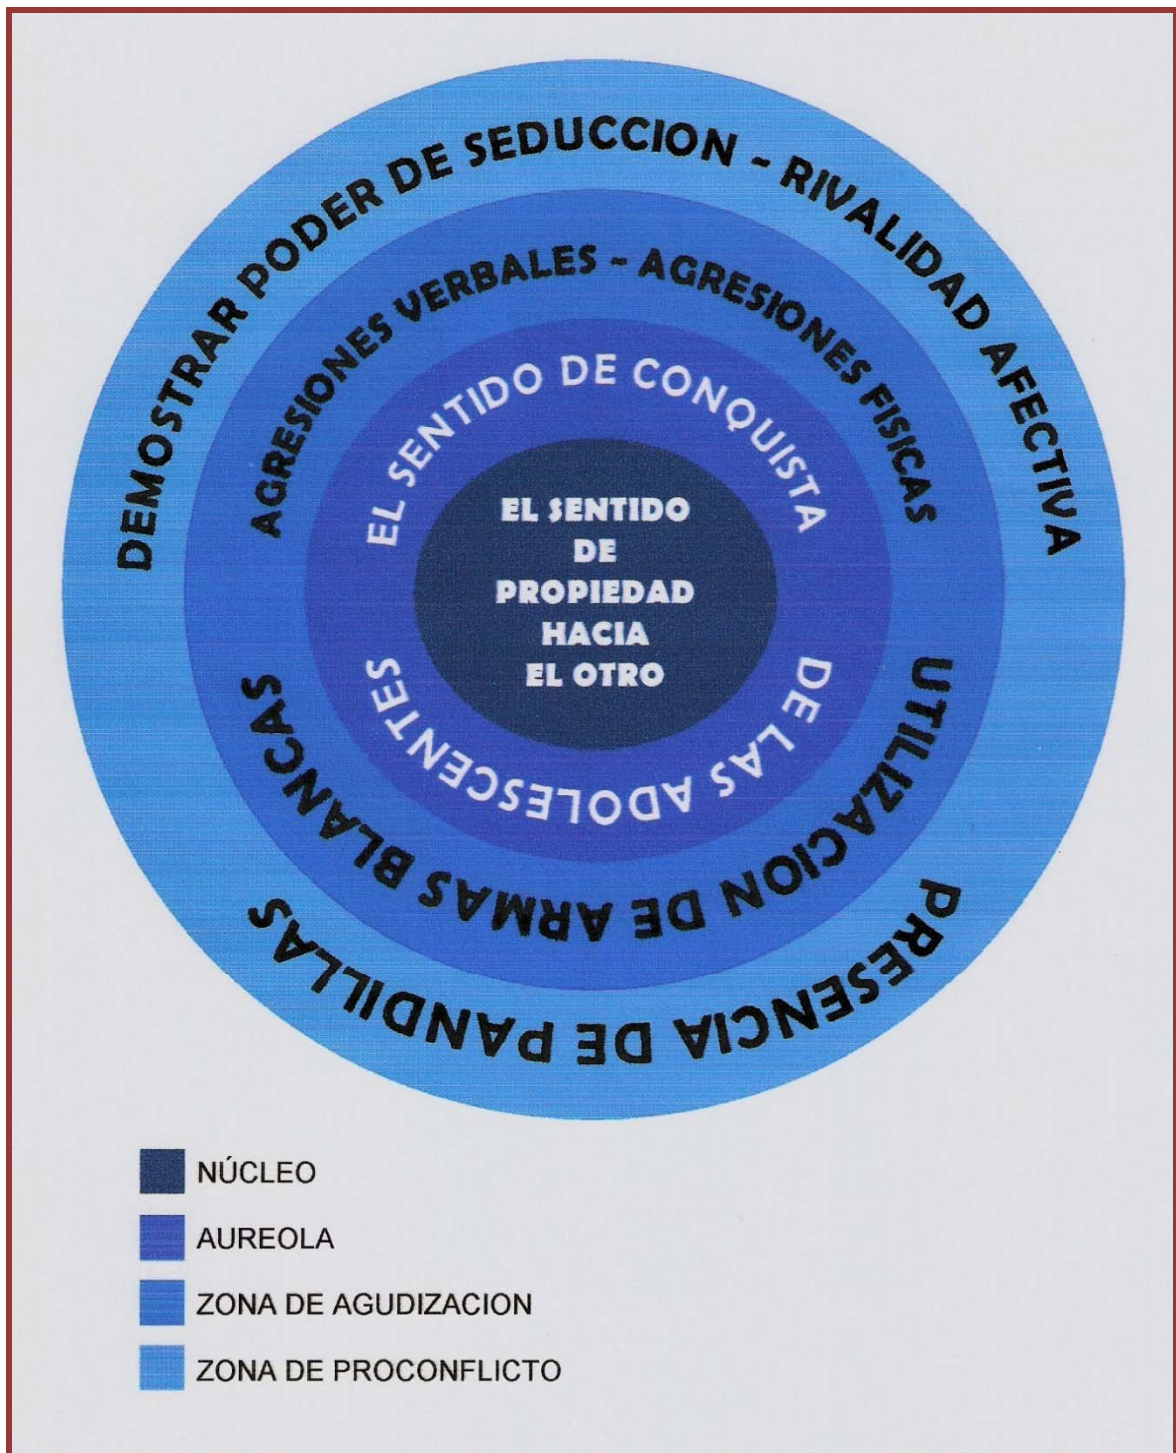 DEMOSTRAR PODER DE SEDUCCION - RIVALIDAD AFECTIVA
PRESENCIA DE PANDILLAS
AGRESIONES VERBALES - AGRESIONES FISICAS
UTILIZACION DE ARMAS BLANCAS
EL SENTIDO DE CONQUISTA
DE LAS ADOLESCENTES
EL SENTIDO
DE
PROPIEDAD
HACIA
EL OTRO
NÚCLEO
AUREOLA
ZONA DE AGUDIZACION
ZONA DE PROCONFLICTO